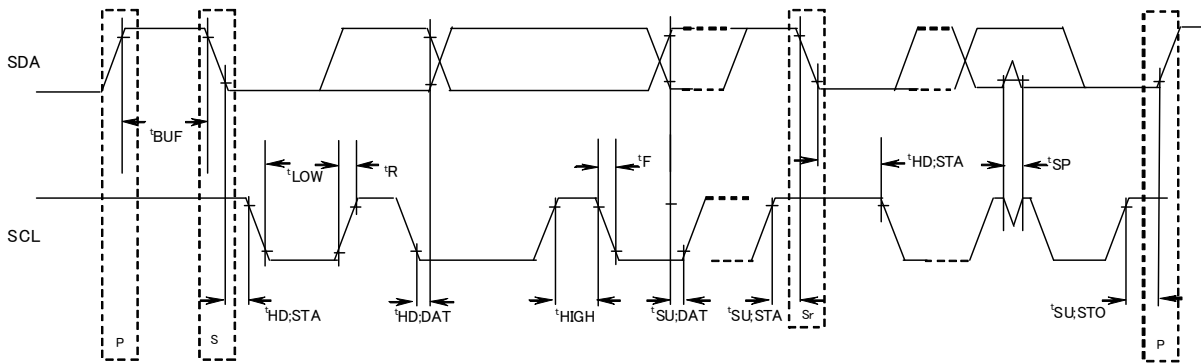 SDA
tBUF
tLOW
tR
tF
tHD;STA
tSP
SCL
tHD;STA
tHD;DAT
tHIGH
tSU;DAT
tSU;STA
Sr
tSU;STO
P
S
P